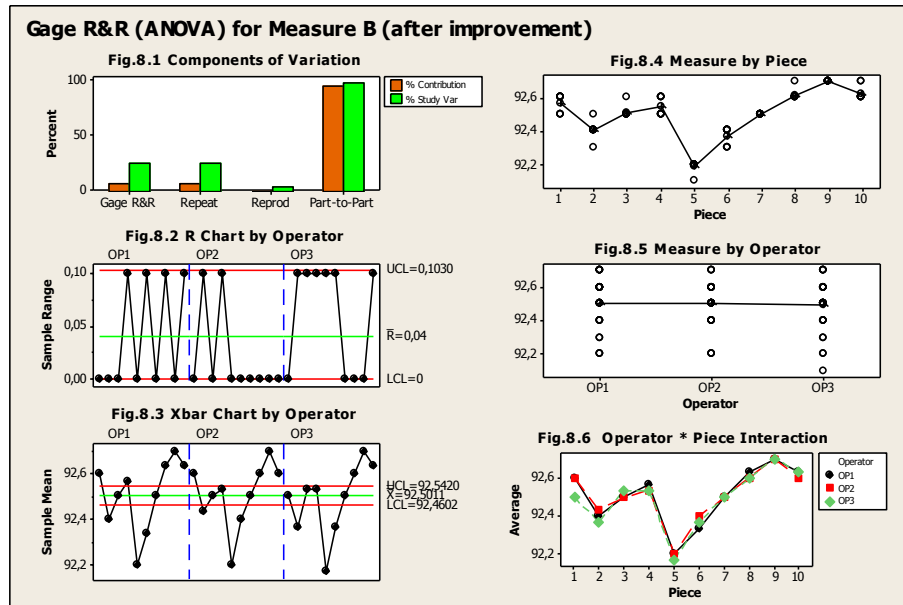 Gage R&R (ANOVA) for Measure B (after improvement)
Fig.8.1 Components of Variation
Percent
100
50
0
Gage R&R Repeat Reprod Part-to-Part
% Contribution
% Study Var
Fig.8.2 R Chart by Operator
OP1 OP2 OP3
Sample Range
0,10
0,05
0,00
UCL=0,1030
R=0,04
LCL=0
Fig.8.3 Xbar Chart by Operator
OP1 OP2 OP3
Sample Mean
92,6
92,4
92,2
UCL=92,5420
X=92,5011
LCL=92,4602
Fig.8.4 Measure by Piece
92,6
92,4
92,2
1 2 3 4 5 6 7 8 9 10
Piece
Fig.8.5 Measure by Operator
92,6
92,4
92,2
OP1 OP2 OP3
Operator
Fig.8.6 Operator * Piece Interaction
Average
92,6
92,4
92,2
1 2 3 4 5 6 7 8 9 10
Piece
Operator
OP1
OP2
OP3